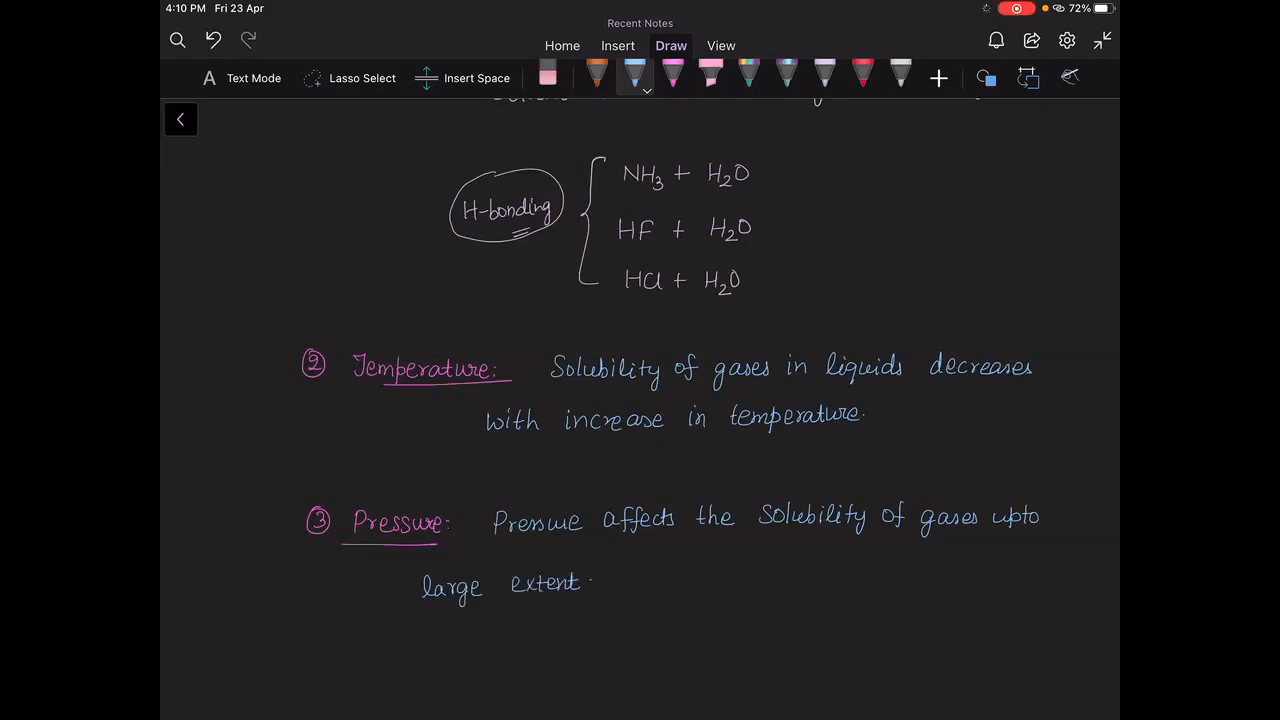 4:10 PM Fri 23 Apr
72%
Recent Notes
Home Insert Draw View
Text Mode Lasso Select Insert Space
NH3 + H2O
H-bonding
HF + H2O
HCl + H2O
② Temperature: Solubility of gases in liquids decreases
with increase in temperature.
③ Pressure: Pressure affects the solubility of gases upto
large extent.